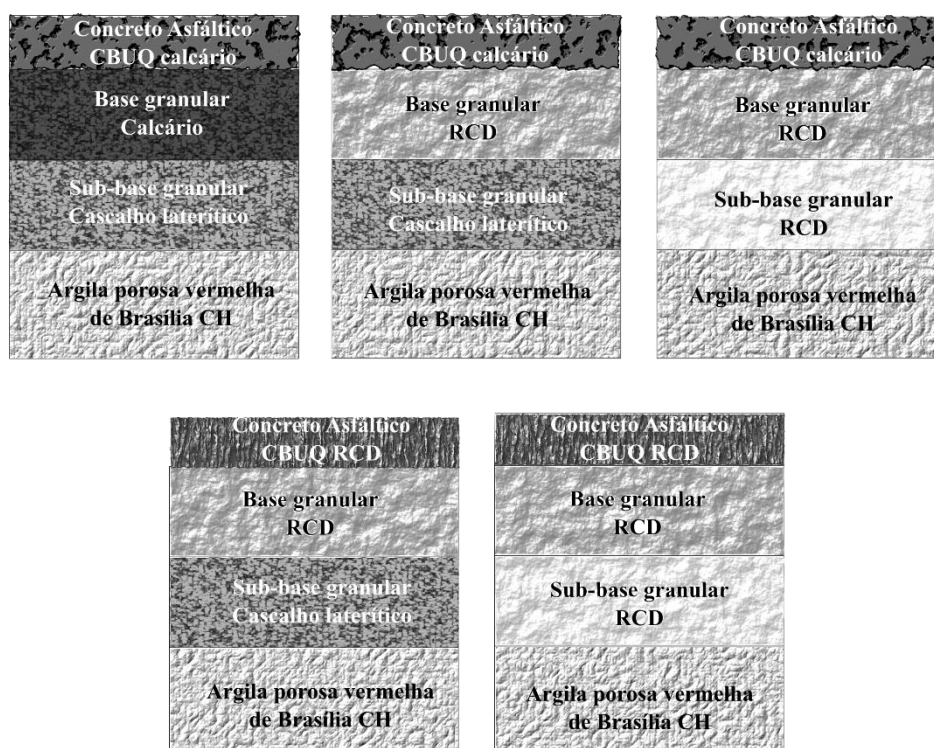 Concreto Asfáltico
CBUQ calcário
Base granular
Calcário
Sub-base granular
Cascalho laterítico
Argila porosa vermelha
de Brasília CH
Concreto Asfáltico
CBUQ calcário
Base granular
RCD
Sub-base granular
Cascalho laterítico
Argila porosa vermelha
de Brasília CH
Concreto Asfáltico
CBUQ calcário
Base granular
RCD
Sub-base granular
RCD
Argila porosa vermelha
de Brasília CH
Concreto Asfáltico
CBUQ RCD
Base granular
RCD
Sub-base granular
Cascalho laterítico
Argila porosa vermelha
de Brasília CH
Concreto Asfáltico
CBUQ RCD
Base granular
RCD
Sub-base granular
RCD
Argila porosa vermelha
de Brasília CH